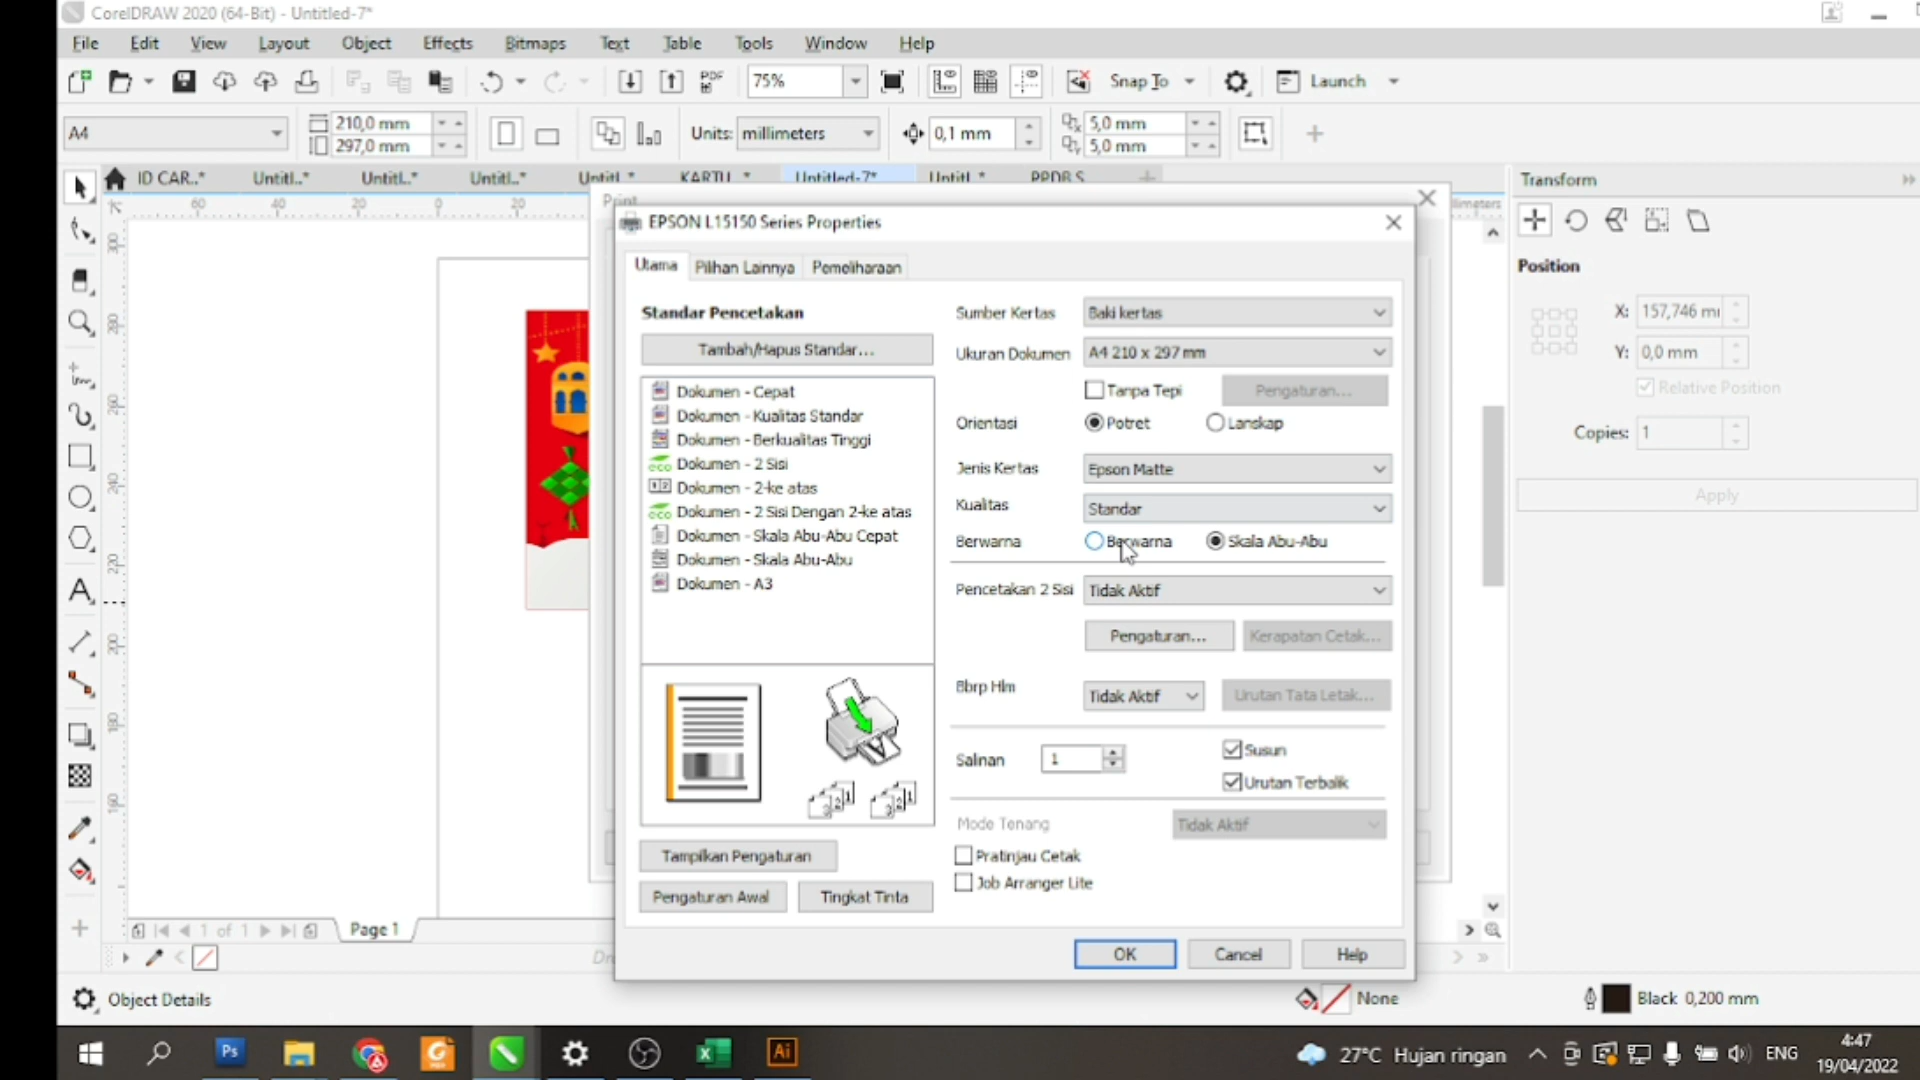 CorelDRAW 2020 (64-Bit) - Untitled-7*
File Edit View Layout Object Effects Bitmaps Text Table Tools Window Help
PDF 75% Snap To Launch
A4 210,0 mm 297,0 mm Units: millimeters 0,1 mm 5,0 mm 5,0 mm
ID CAR..* Untitl..* Untitl..* Untitl..* Untitl * KARTU * Untitled-7* Untitl * PPDB S
Print
EPSON L15150 Series Properties
Utama Pilihan Lainnya Pemeliharaan
Standar Pencetakan
Tambah/Hapus Standar...
Dokumen - Cepat
Dokumen - Kualitas Standar
Dokumen - Berkualitas Tinggi
Dokumen - 2 Sisi
Dokumen - 2-ke atas
Dokumen - 2 Sisi Dengan 2-ke atas
Dokumen - Skala Abu-Abu Cepat
Dokumen - Skala Abu-Abu
Dokumen - A3
Tampilkan Pengaturan
Pengaturan Awal Tingkat Tinta
Sumber Kertas Baki kertas
Ukuran Dokumen A4 210 x 297 mm
Tanpa Tepi Pengaturan...
Orientasi Potret Lanskap
Jenis Kertas Epson Matte
Kualitas Standar
Berwarna Berwarna Skala Abu-Abu
Pencetakan 2 Sisi Tidak Aktif
Pengaturan... Kerapatan Cetak...
Bbrp Hlm Tidak Aktif Urutan Tata Letak...
Salinan 1 Susun
Urutan Terbalik
Mode Tenang Tidak Aktif
Pratinjau Cetak
Job Arranger Lite
OK Cancel Help
Transform
Position
X: 157,746 m
Y: 0,0 mm
Relative Position
Copies: 1
Apply
1 of 1 Page 1
Object Details None Black 0,200 mm
Ps Ai 27°C Hujan ringan ENG 4:47
19/04/2022